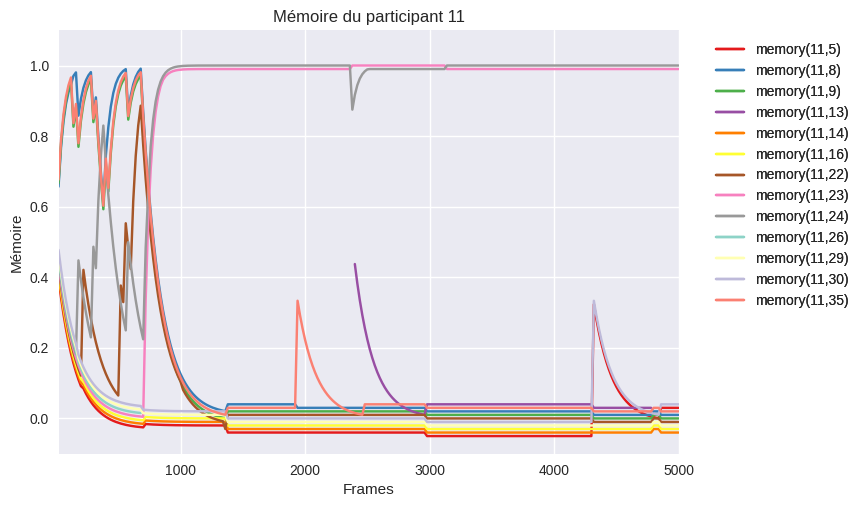 Mémoire du participant 11
1.0
0.8
0.6
0.4
0.2
0.0
Mémoire
1000
2000
3000
4000
5000
Frames
memory(11,5)
memory(11,8)
memory(11,9)
memory(11,13)
memory(11,14)
memory(11,16)
memory(11,22)
memory(11,23)
memory(11,24)
memory(11,26)
memory(11,29)
memory(11,30)
memory(11,35)